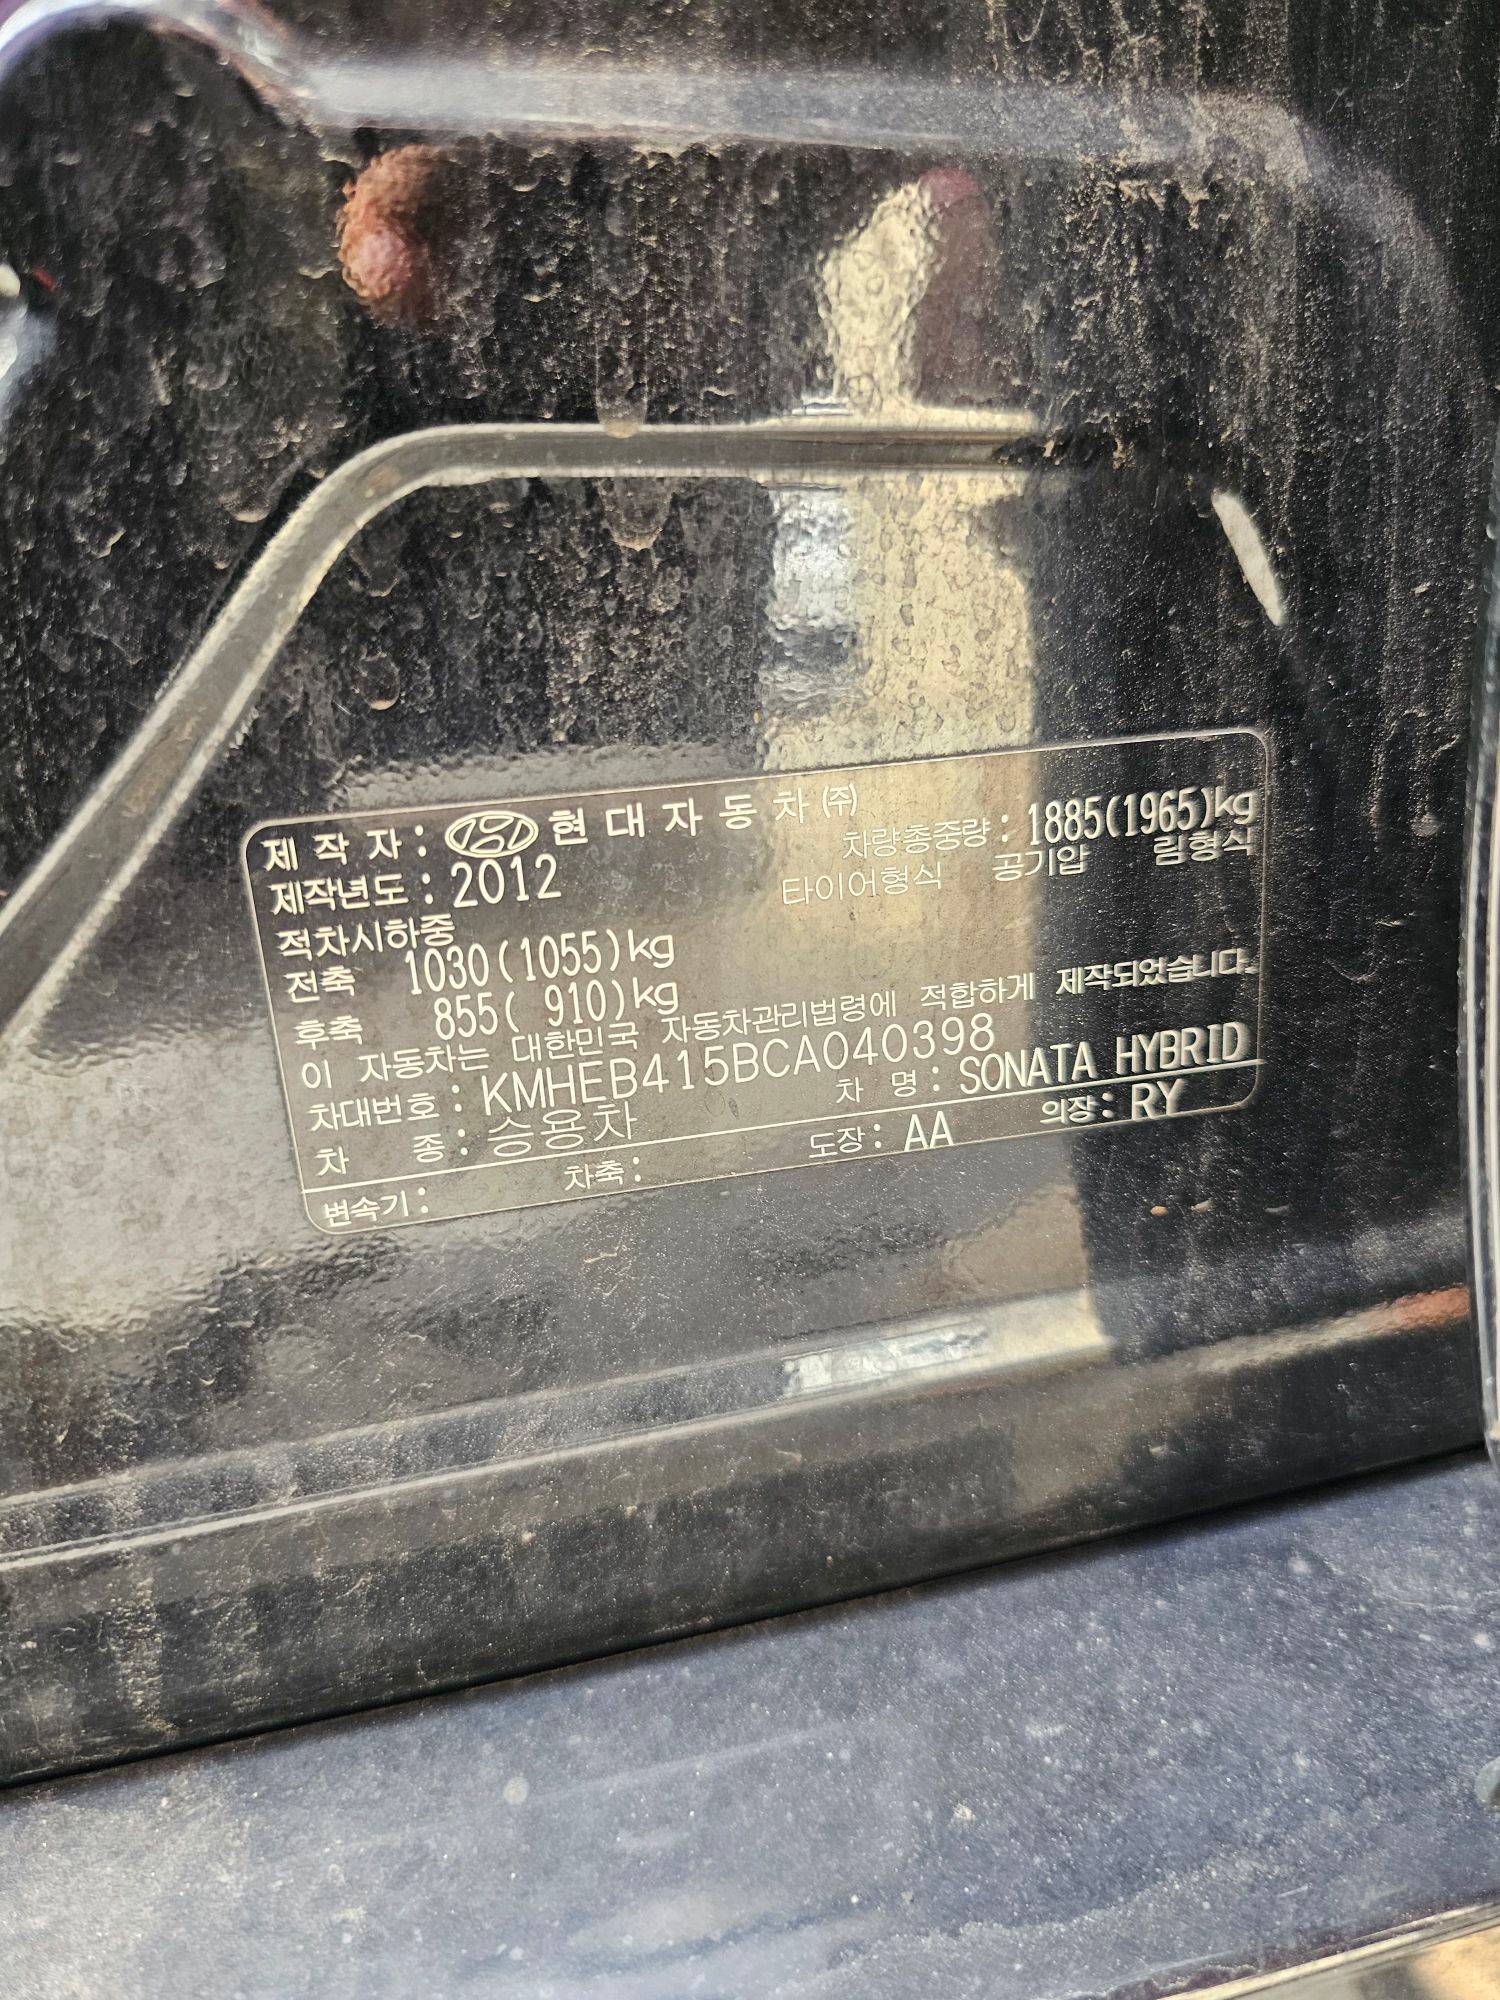 제 작 자 : 현 대 자 동 차 (주)
차량총중량 : 1885(1965)kg
제작년도 : 2012
타이어형식 공기압 림형식
적차시하중
전축 1030(1055)kg
후축 855( 910)kg
이 자동차는 대한민국 자동차관리법령에 적합하게 제작되었습니다.
차대번호 : KMHEB415BCA040398
차 종 : 승용차 차 명 : SONATA HYBRID
변속기 : 차축 : 도장 : AA 의장 : RY